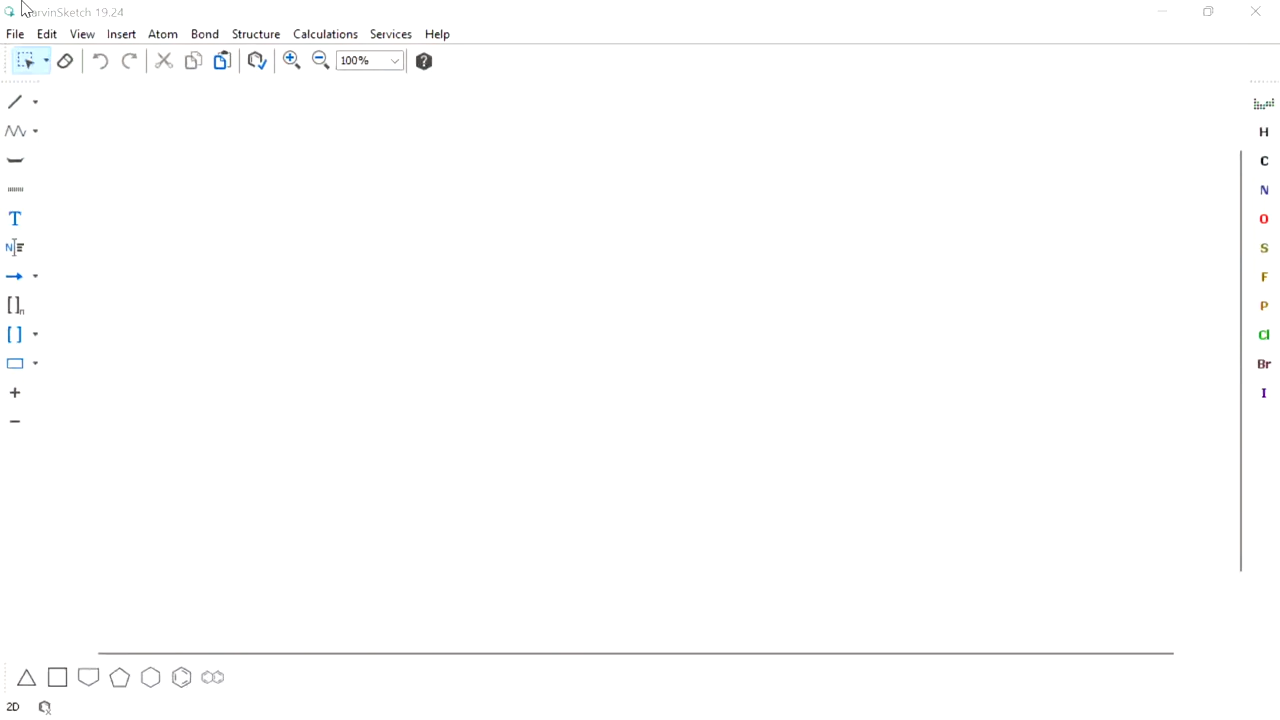 arvinSketch 19.24
File Edit View Insert Atom Bond Structure Calculations Services Help
100%
H
C
N
O
S
F
P
Cl
Br
I
T
N
[ ]n
2D